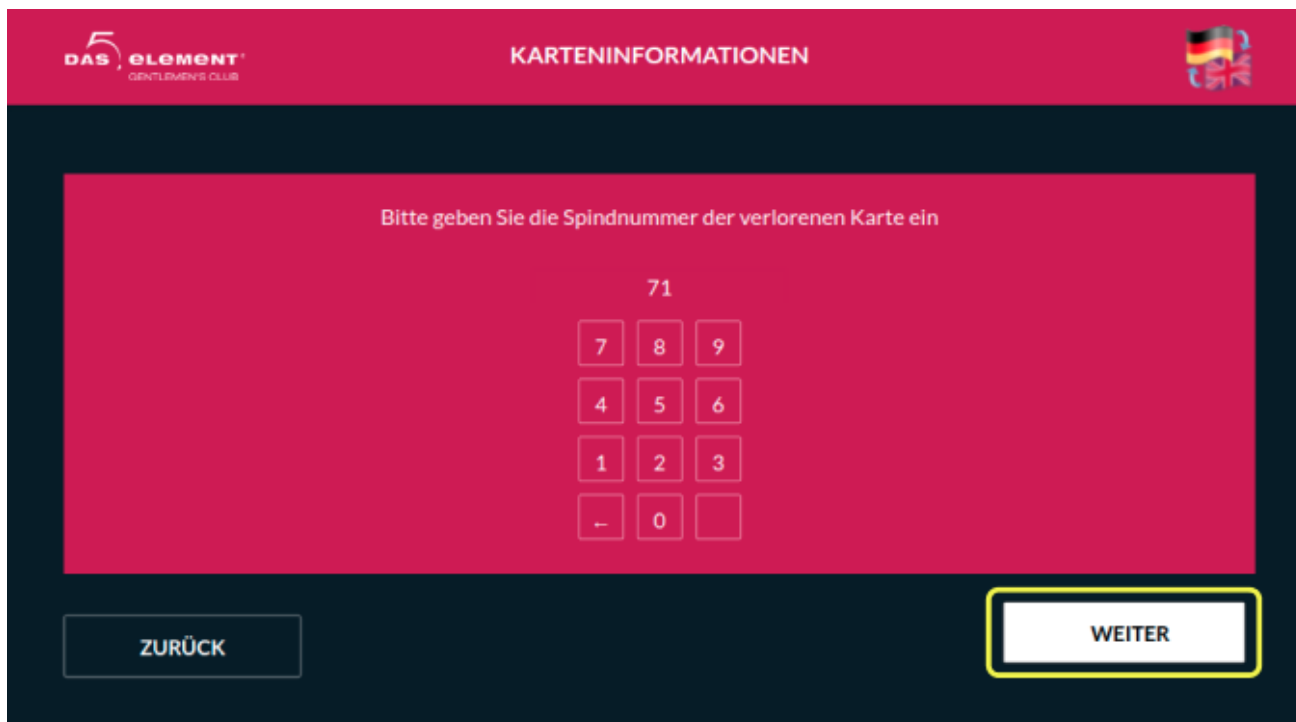 DAS 5 element
GENTLEMEN'S CLUB
KARTENINFORMATIONEN
Bitte geben Sie die Spindnummer der verlorenen Karte ein
71
7 8 9
4 5 6
1 2 3
← 0
ZURÜCK
WEITER